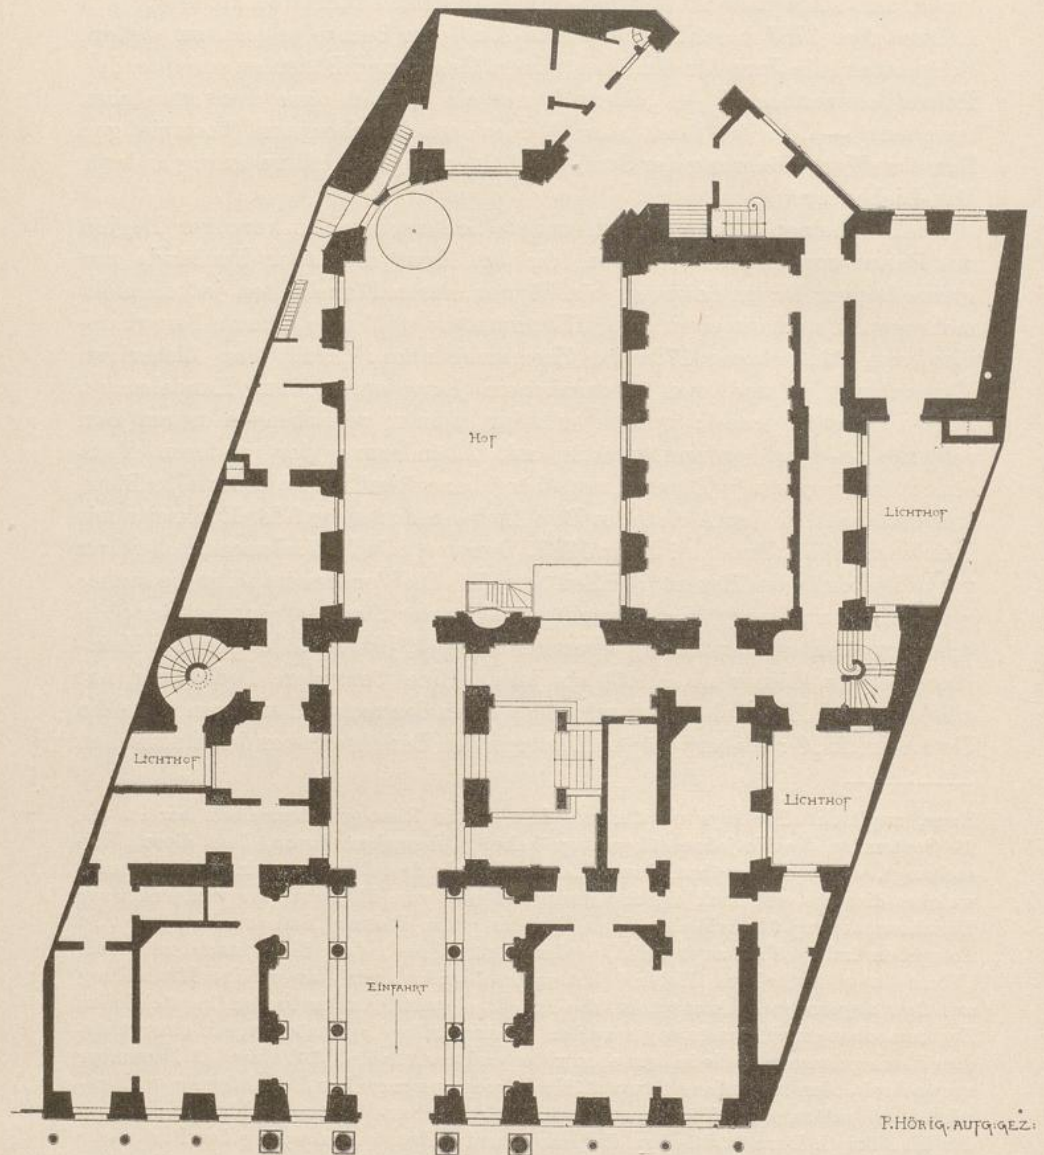 HOF
LICHTHOF
LICHTHOF
LICHTHOF
EINFAHRT
P. HÖRIG. AUFG: GEZ: